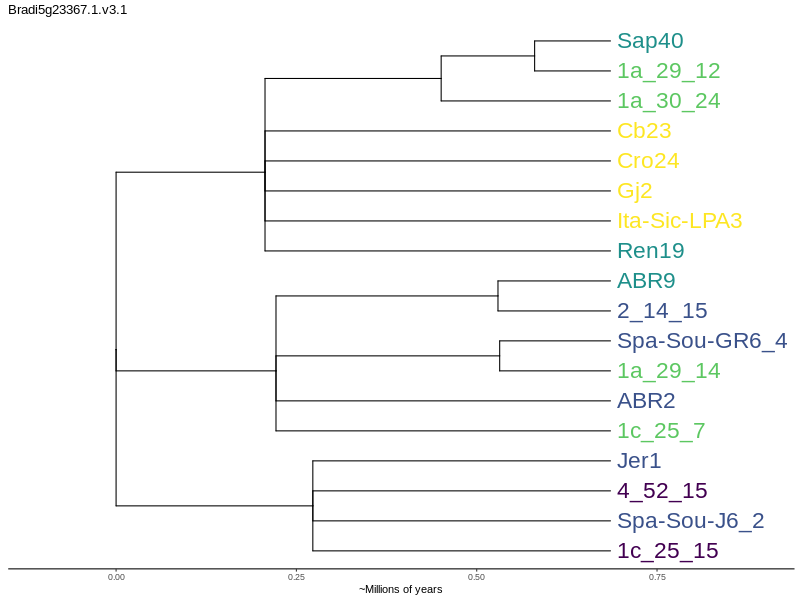 Bradi5g23367.1.v3.1
Sap40
1a_29_12
1a_30_24
Cb23
Cro24
Gj2
Ita-Sic-LPA3
Ren19
ABR9
2_14_15
Spa-Sou-GR6_4
1a_29_14
ABR2
1c_25_7
Jer1
4_52_15
Spa-Sou-J6_2
1c_25_15
0.00 0.25 0.50 0.75
~Millions of years